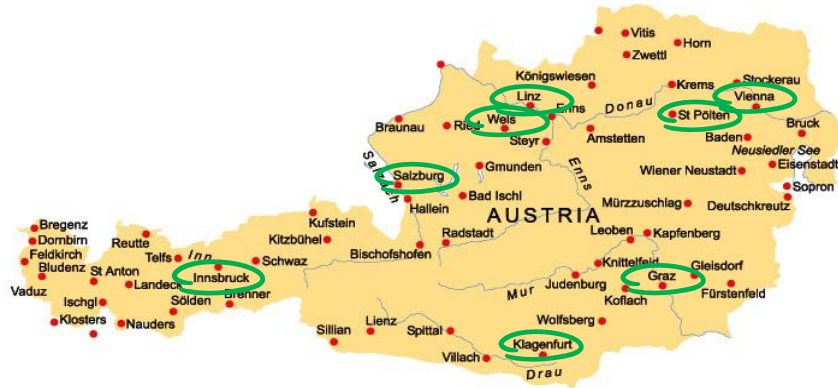 Vitis
Horn
Zwettl
Königswiesen
Krems
Stockerau
Linz
Vienna
Enns
Donau
Braunau
Ried
Wels
St Pölten
Bruck
Steyr
Amstetten
Baden
Neusiedler See
Salzach
Salzburg
Gmunden
Enns
Wiener Neustadt
Eisenstadt
Sopron
Hallein
Bad Ischl
AUSTRIA
Mürzzuschlag
Deutschkreutz
Bregenz
Dornbirn
Feldkirch
Bludenz
Vaduz
Reutte
Kufstein
Kitzbühel
Bischofshofen
Radstadt
Leoben
Kapfenberg
Telfs
Inn
Schwaz
St Anton
Landeck
Innsbruck
Knittelfeld
Judenburg
Mur
Graz
Gleisdorf
Koflach
Fürstenfeld
Ischgl
Sölden
Brenner
Klosters
Nauders
Sillian
Lienz
Spittal
Wolfsberg
Klagenfurt
Villach
Drau